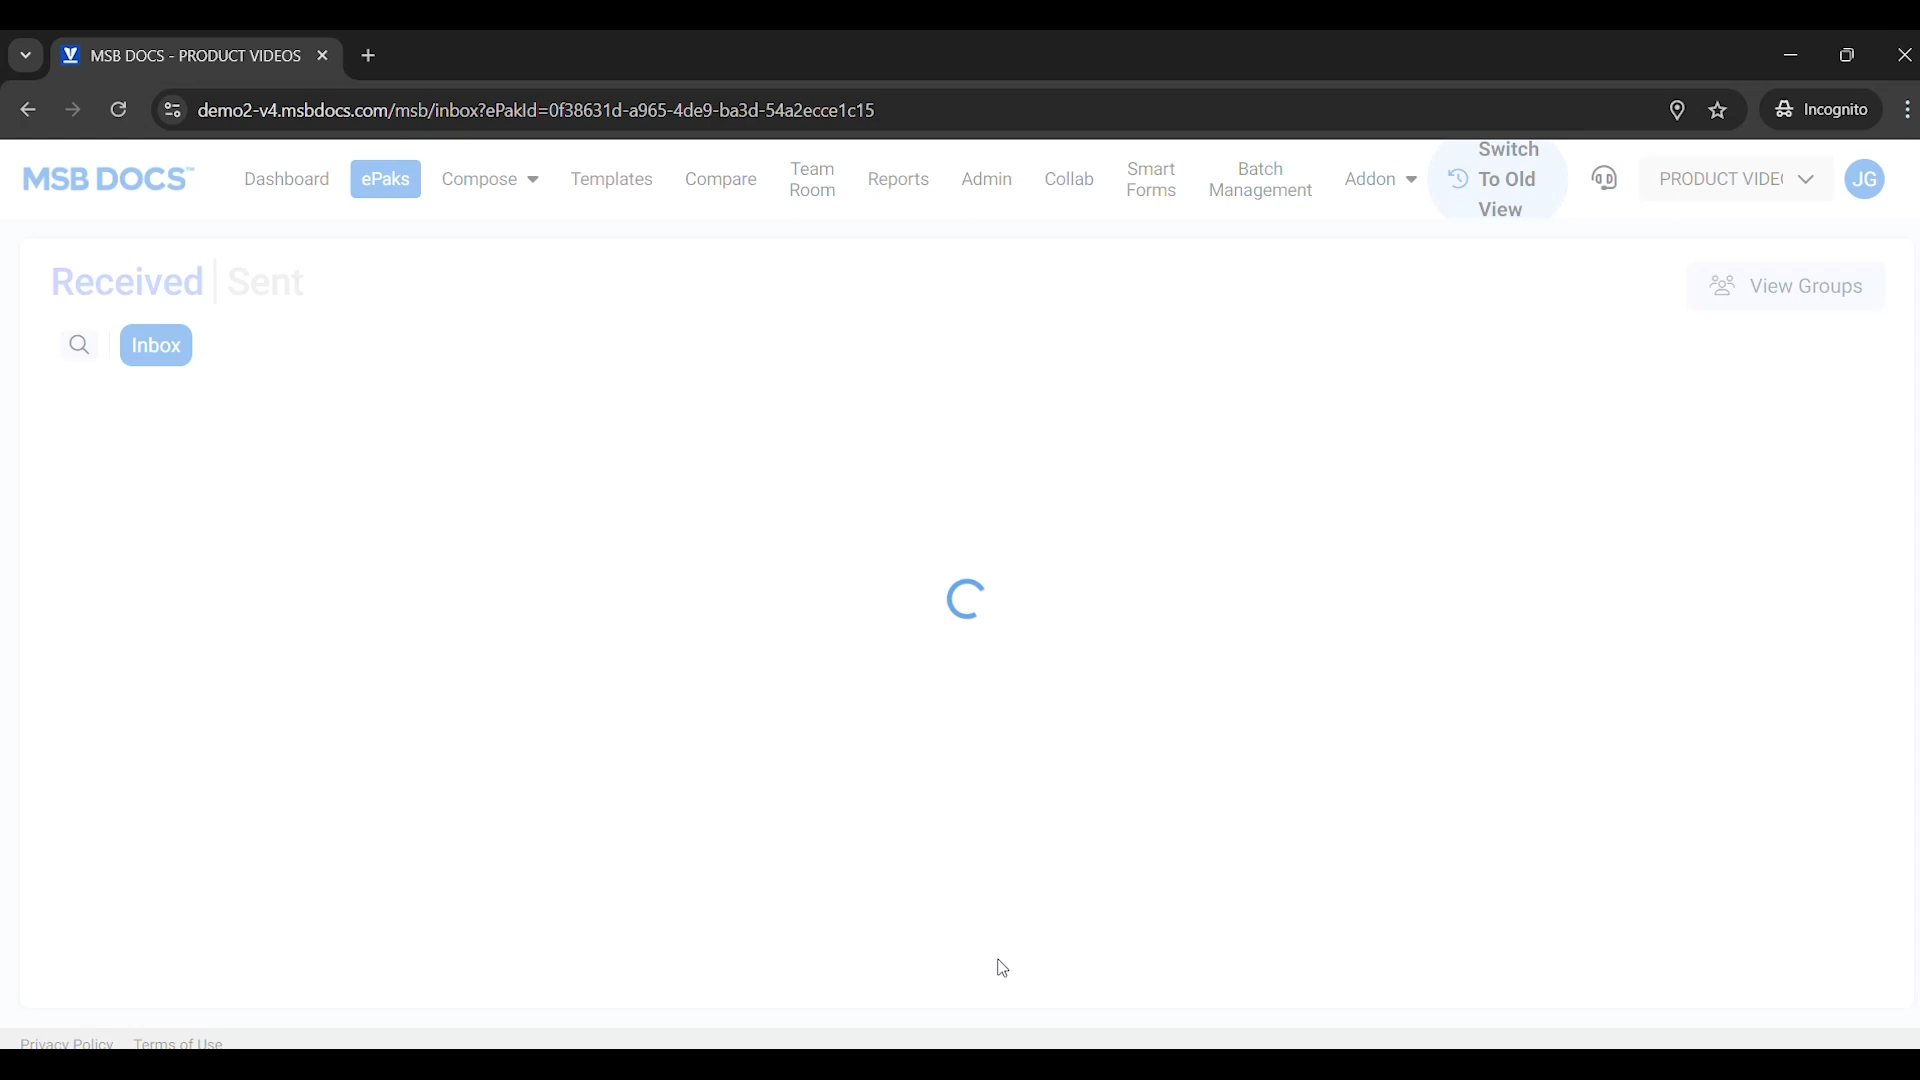 MSB DOCS - PRODUCT VIDEOS
demo2-v4.msbdocs.com/msb/inbox?ePakId=0f38631d-a965-4de9-ba3d-54a2ecce1c15
Incognito
MSB DOCS™
Dashboard
ePaks
Compose
Templates
Compare
Team
Room
Reports
Admin
Collab
Smart
Forms
Batch
Management
Addon
Switch
To Old
View
PRODUCT VIDE
JG
Received
Sent
View Groups
Inbox
Privacy Policy
Terms of Use